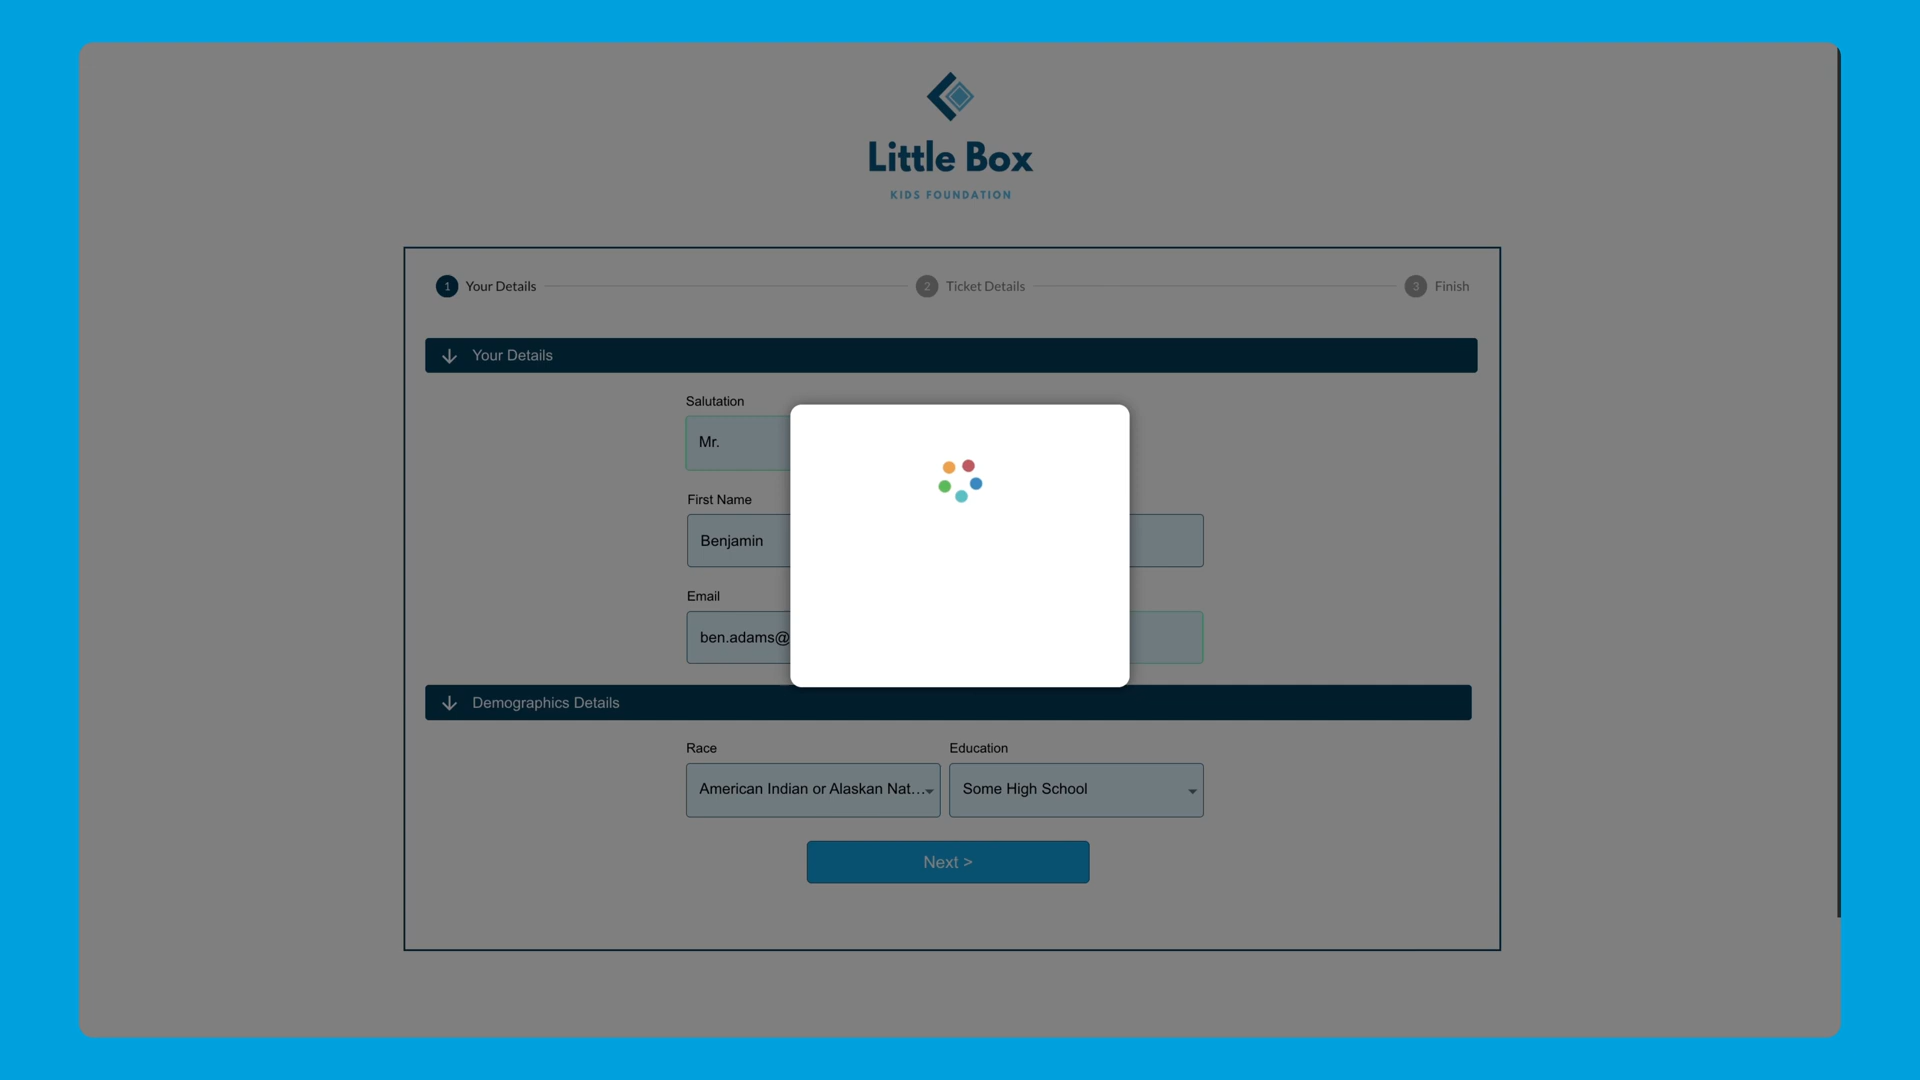 Little Box
KIDS FOUNDATION
1 Your Details
2 Ticket Details
3 Finish
Your Details
Salutation
Mr.
First Name
Benjamin
Email
ben.adams@
Demographics Details
Race
Education
American Indian or Alaskan Nat...
Some High School
Next >